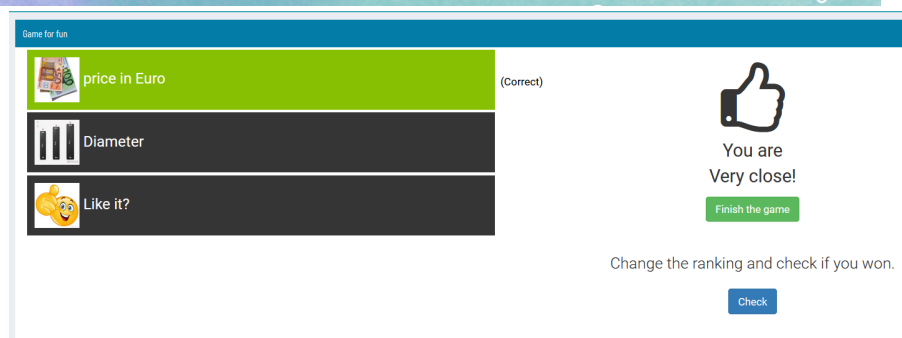 Game for fun
price in Euro
(Correct)
Diameter
Like it?
You are
Very close!
Finish the game
Change the ranking and check if you won.
Check